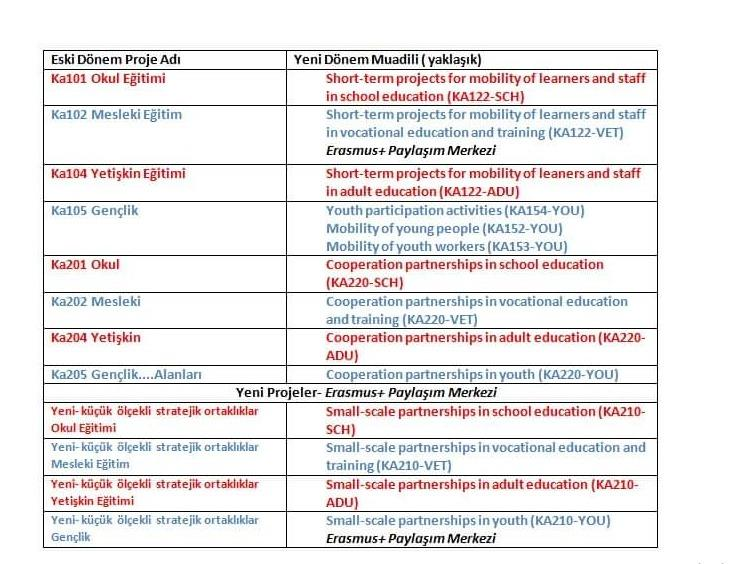 Eski Dönem Proje Adı
Yeni Dönem Muadili ( yaklaşık)
Ka101 Okul Eğitimi
Short-term projects for mobility of learners and staff
in school education (KA122-SCH)
Ka102 Mesleki Eğitim
Short-term projects for mobility of learners and staff
in vocational education and training (KA122-VET)
Erasmus+ Paylaşım Merkezi
Ka104 Yetişkin Eğitimi
Short-term projects for mobility of leaners and staff
in adult education (KA122-ADU)
Ka105 Gençlik
Youth participation activities (KA154-YOU)
Mobility of young people (KA152-YOU)
Mobility of youth workers (KA153-YOU)
Ka201 Okul
Cooperation partnerships in school education
(KA220-SCH)
Ka202 Mesleki
Cooperation partnerships in vocational education
and training (KA220-VET)
Ka204 Yetişkin
Cooperation partnerships in adult education (KA220-
ADU)
Ka205 Gençlik....Alanları
Cooperation partnerships in youth (KA220-YOU)
Yeni Projeler- Erasmus+ Paylaşım Merkezi
Yeni- küçük ölçekli stratejik ortaklıklar
Okul Eğitimi
Small-scale partnerships in school education (KA210-
SCH)
Yeni- küçük ölçekli stratejik ortaklıklar
Mesleki Eğitim
Small-scale partnerships in vocational education and
training (KA210-VET)
Yeni- küçük ölçekli stratejik ortaklıklar
Yetişkin Eğitimi
Small-scale partnerships in adult education (KA210-
ADU)
Yeni- küçük ölçekli stratejik ortaklıklar
Gençlik
Small-scale partnerships in youth (KA210-YOU)
Erasmus+ Paylaşım Merkezi